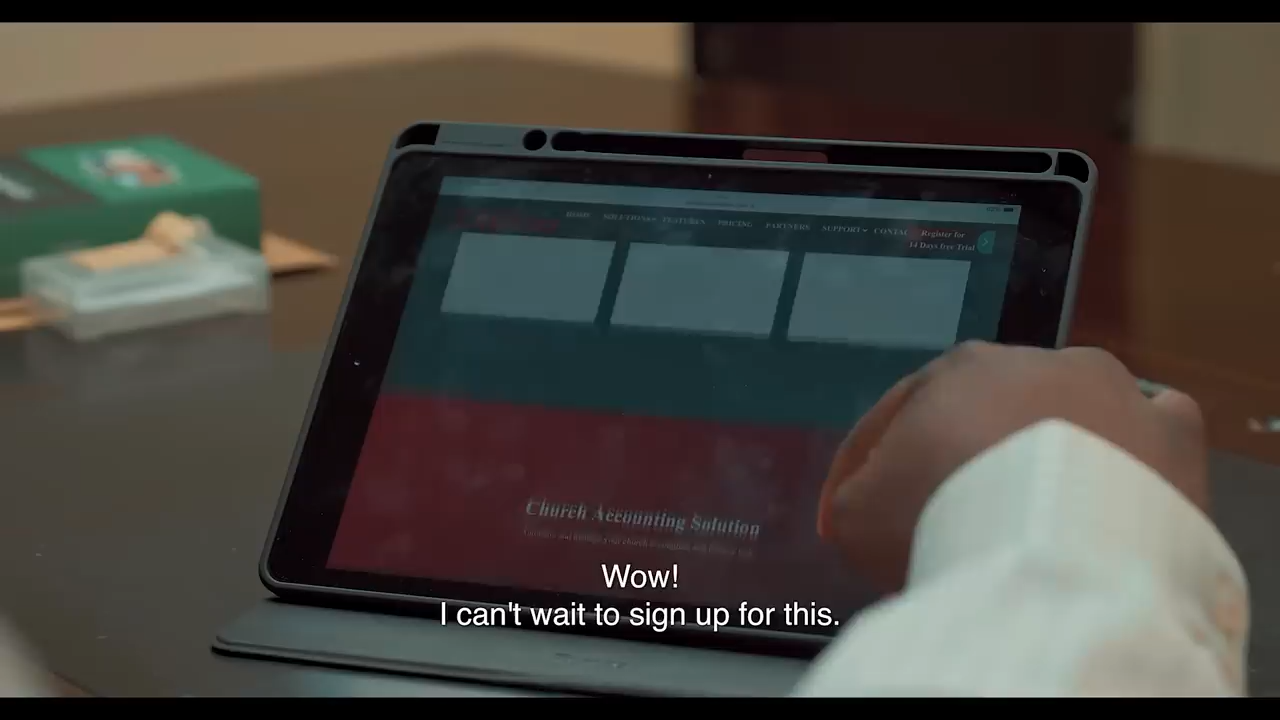 HOME SOLUTIONS FEATURES PRICING PARTNERS SUPPORT CONTAC
Register for
14 Days free Trial
Church Accounting Solution
Wow!
I can't wait to sign up for this.